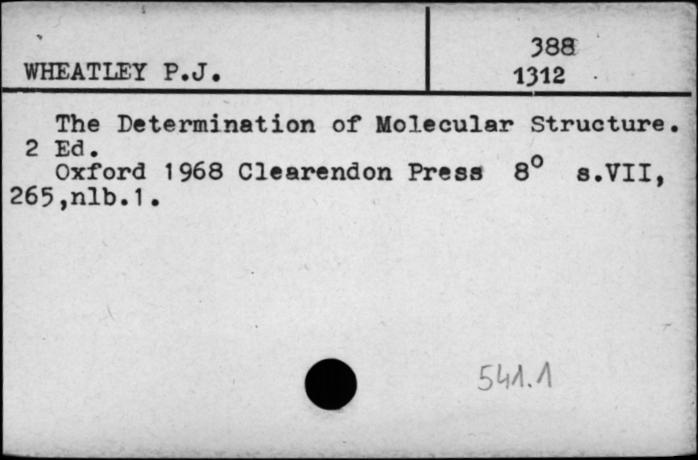 388
WHEATLEY P.J.
1312
The Determination of Molecular Structure.
2 Ed.
Oxford 1968 Clearendon Press 8° s.VII,
265,nlb.1.
541.1